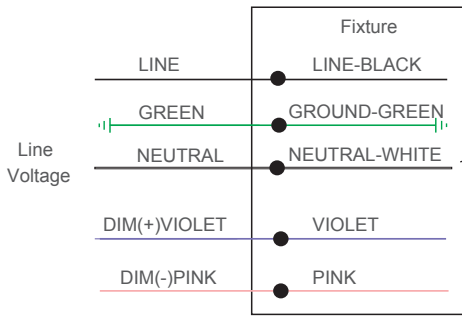 Fixture
LINE LINE-BLACK
GREEN GROUND-GREEN
NEUTRAL NEUTRAL-WHITE
Line
Voltage
DIM(+)VIOLET VIOLET
DIM(-)PINK PINK